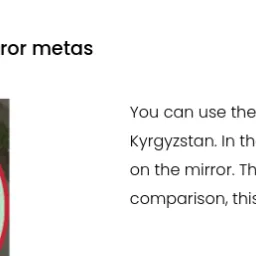 ror metas
You can use the
Kyrgyzstan. In th
on the mirror. Th
comparison, this